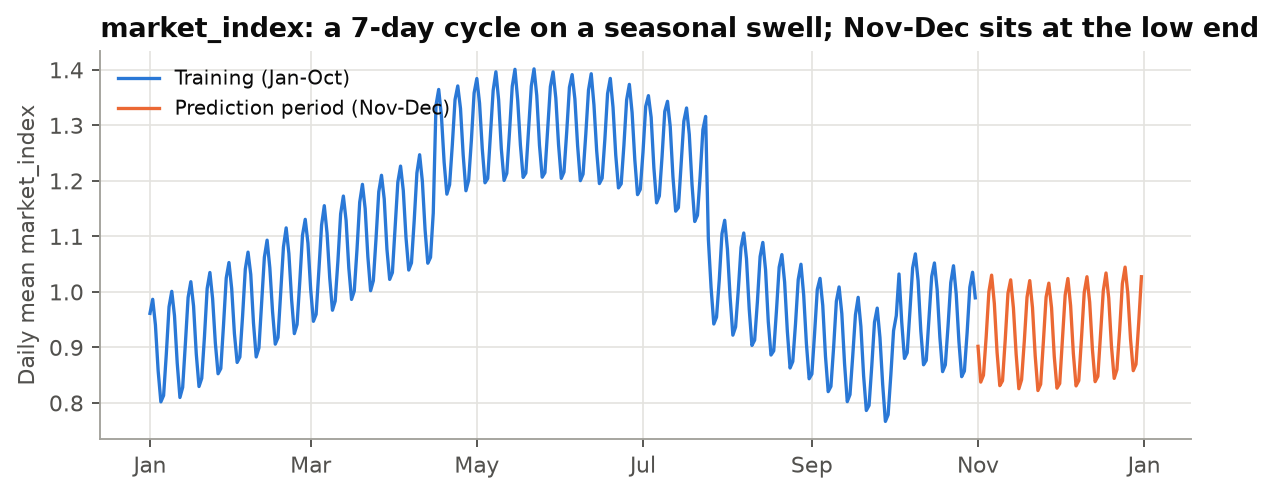 market_index: a 7-day cycle on a seasonal swell; Nov-Dec sits at the low end
Training (Jan-Oct)
Prediction period (Nov-Dec)
Daily mean market_index
1.4
1.3
1.2
1.1
1.0
0.9
0.8
Jan
Mar
May
Jul
Sep
Nov
Jan